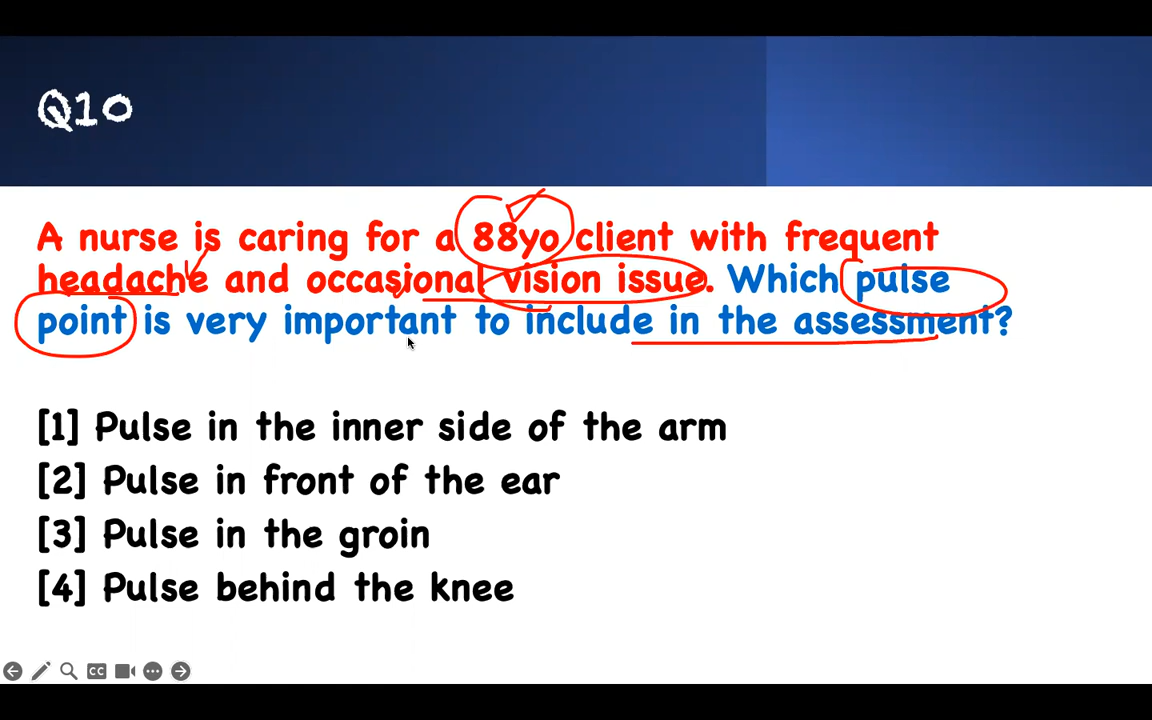 Q10
A nurse is caring for a 88yo client with frequent
headache and occasional vision issue. Which pulse
point is very important to include in the assessment?
[1] Pulse in the inner side of the arm
[2] Pulse in front of the ear
[3] Pulse in the groin
[4] Pulse behind the knee
CC